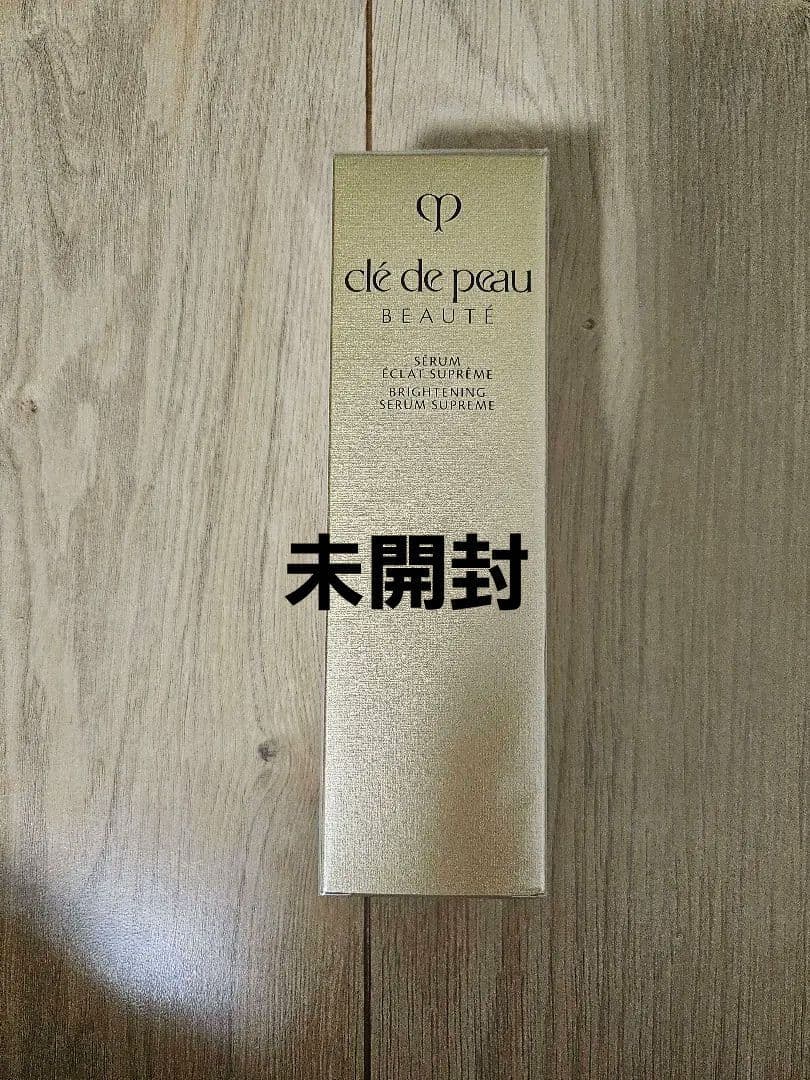 clé de peau
BEAUTÉ
SÉRUM
ÉCLAT SUPRÊME
BRIGHTENING
SERUM SUPREME
未開封